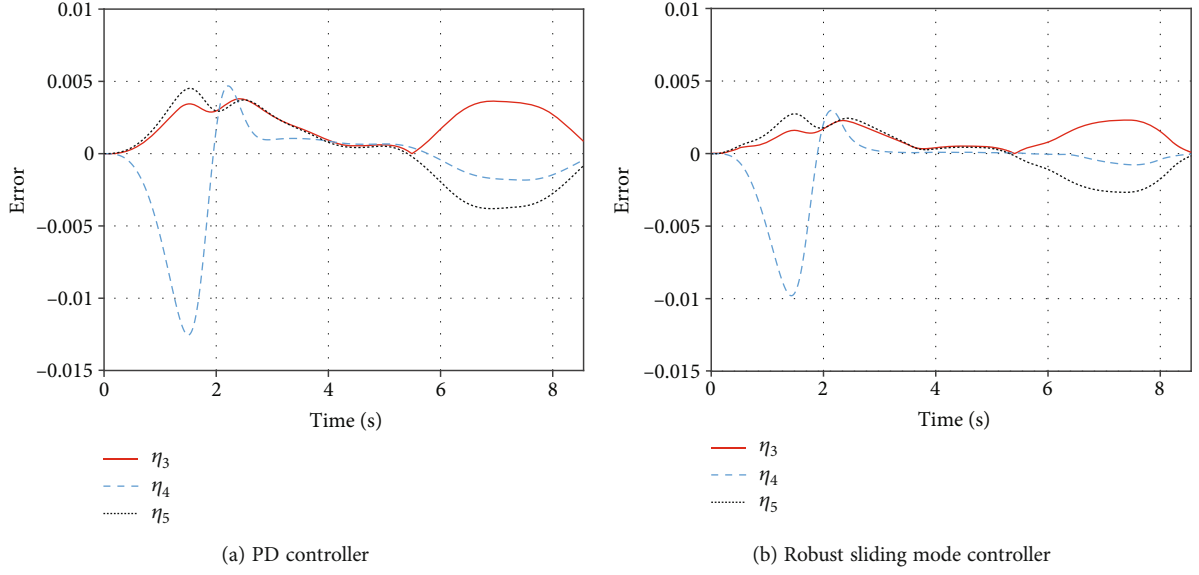 0.01
0.005
0
−0.005
−0.01
−0.015
Error
0 2 4 6 8
Time (s)
η3
η4
η5
(a) PD controller
0.01
0.005
0
−0.005
−0.01
−0.015
Error
0 2 4 6 8
Time (s)
η3
η4
η5
(b) Robust sliding mode controller